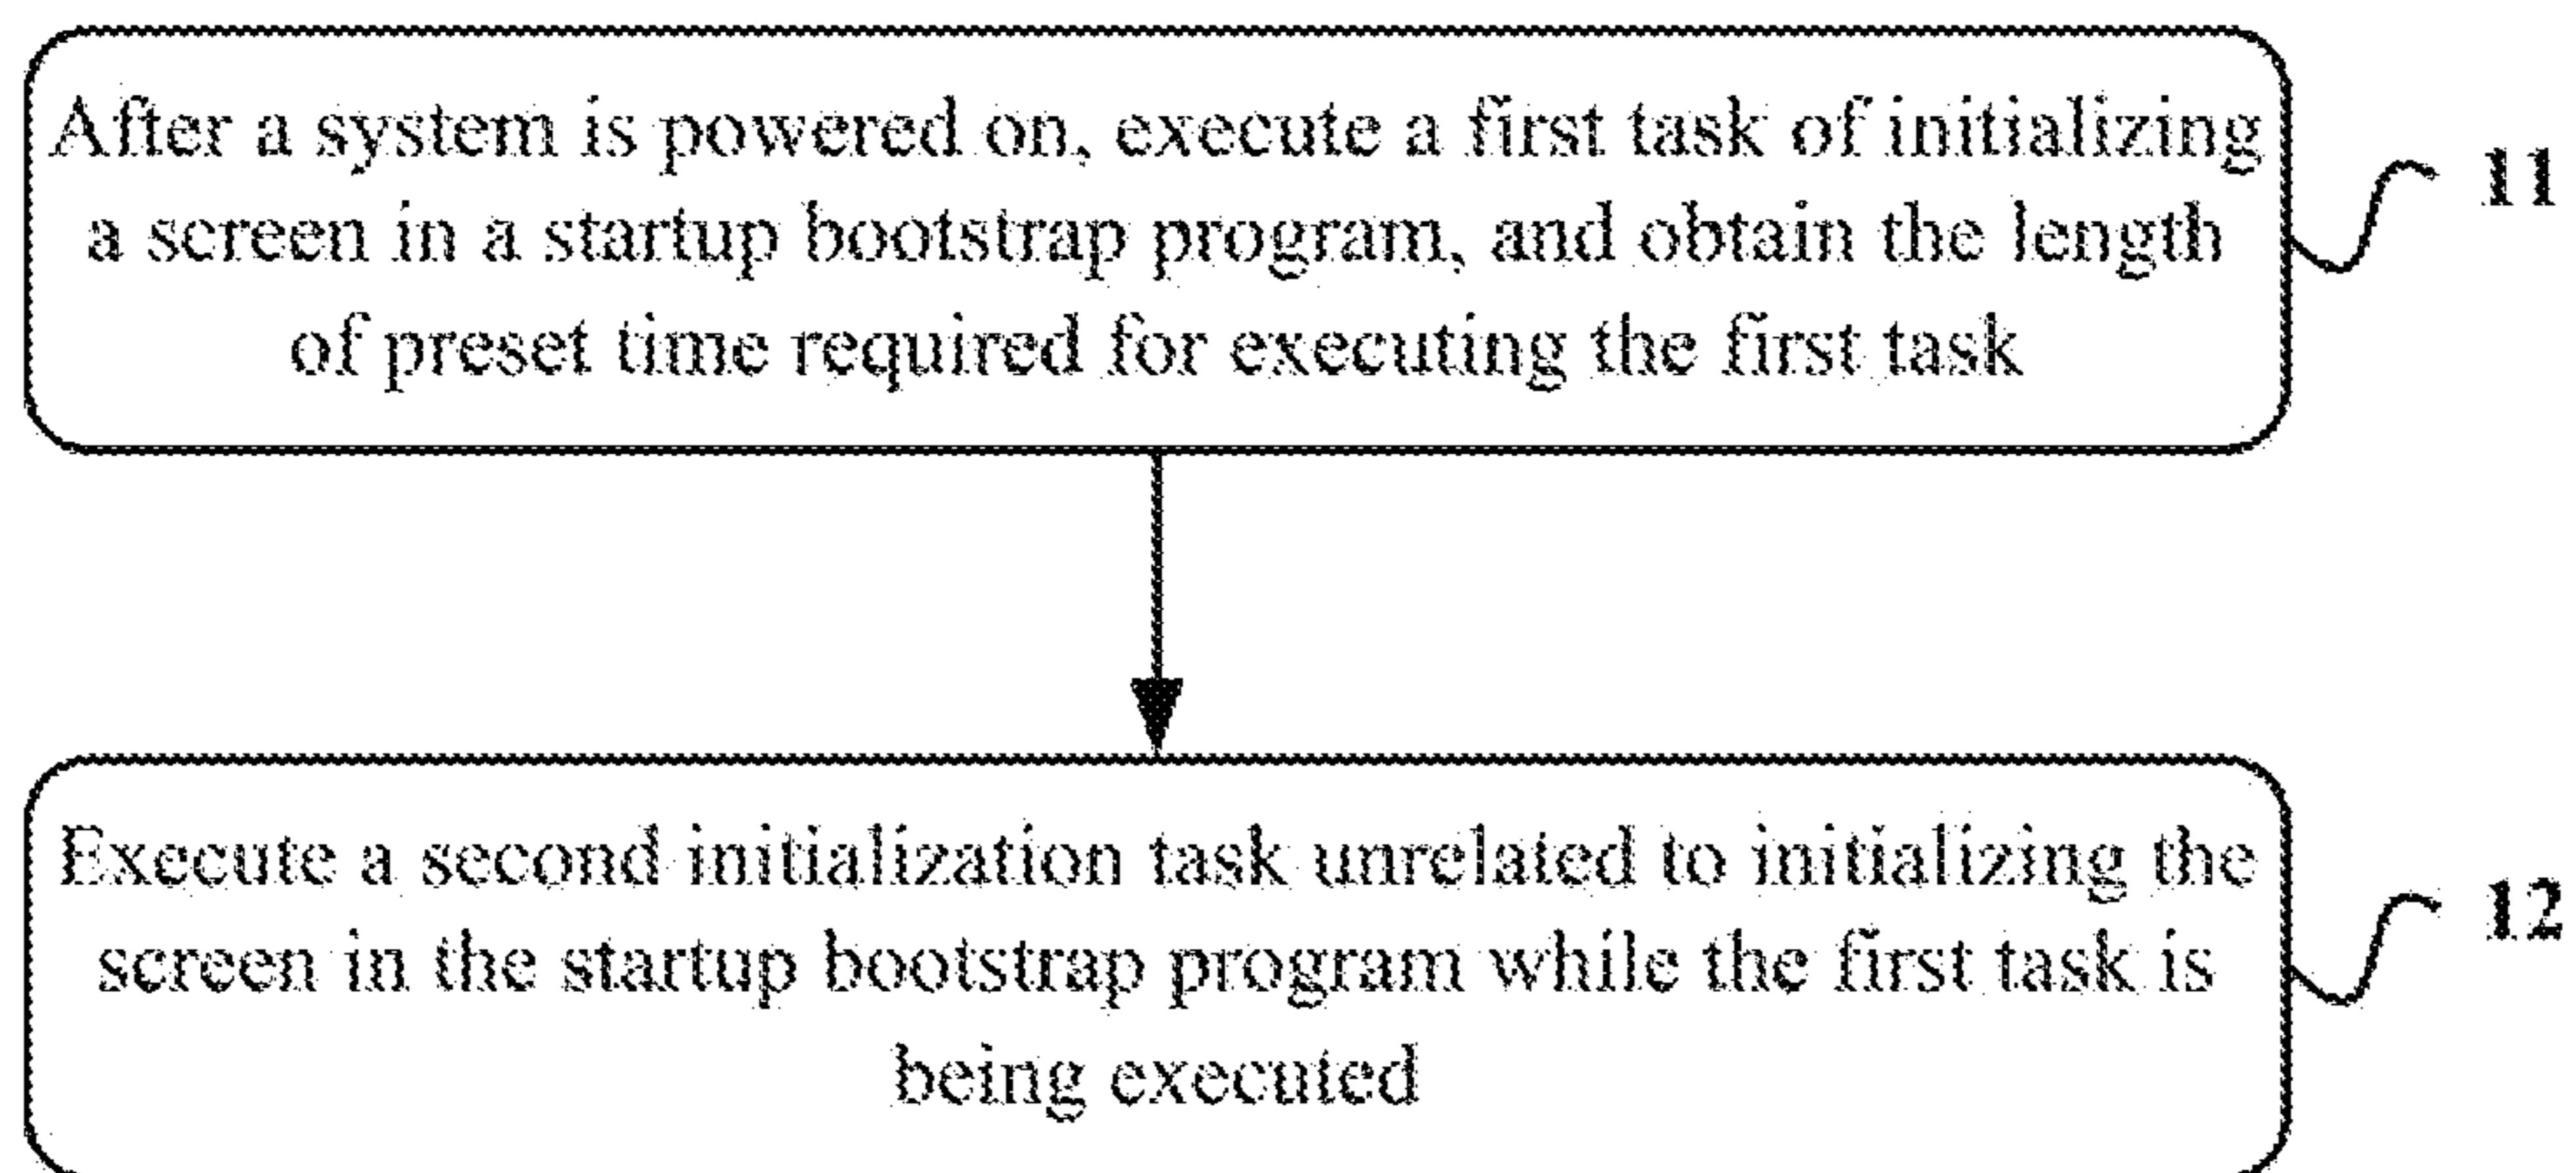 After a system is powered on, execute a first task of initializing
a screen in a startup bootstrap program, and obtain the length
of preset time required for executing the first task
11
Execute a second initialization task unrelated to initializing the
screen in the startup bootstrap program while the first task is
being executed
12